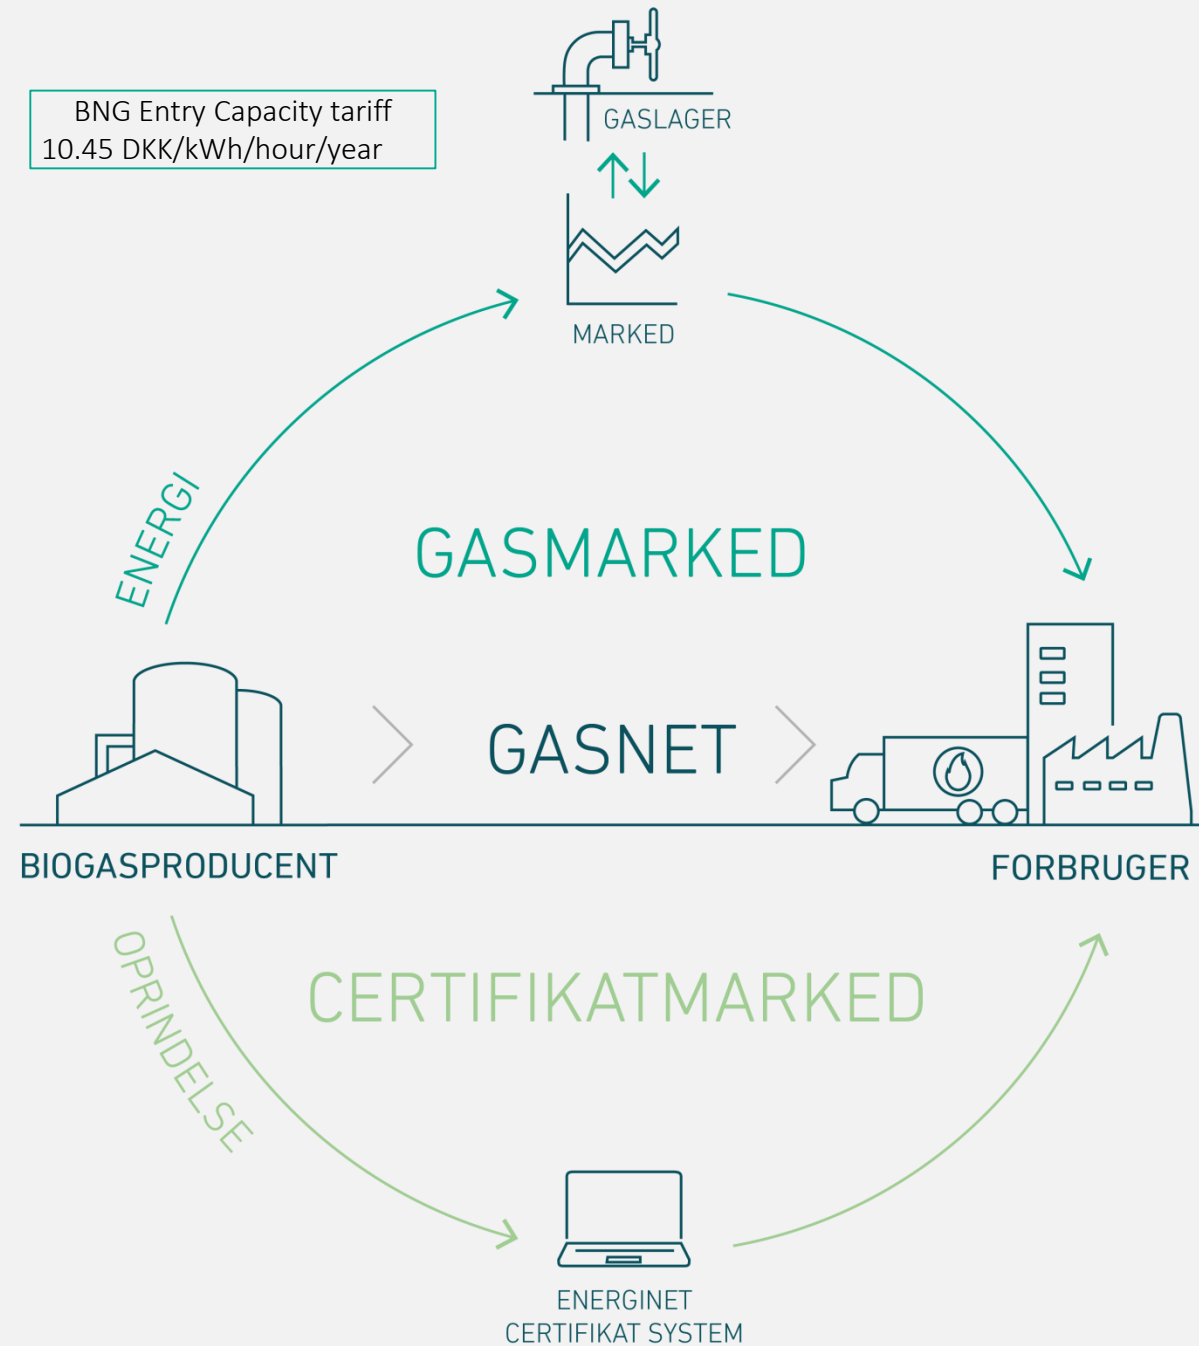 BNG Entry Capacity tariff
10.45 DKK/kWh/hour/year
GASLAGER
MARKED
ENERGI
GASMARKED
GASNET
BIOGASPRODUCENT
FORBRUGER
OPRINDELSE
CERTIFIKATMARKED
ENERGINET
CERTIFIKAT SYSTEM